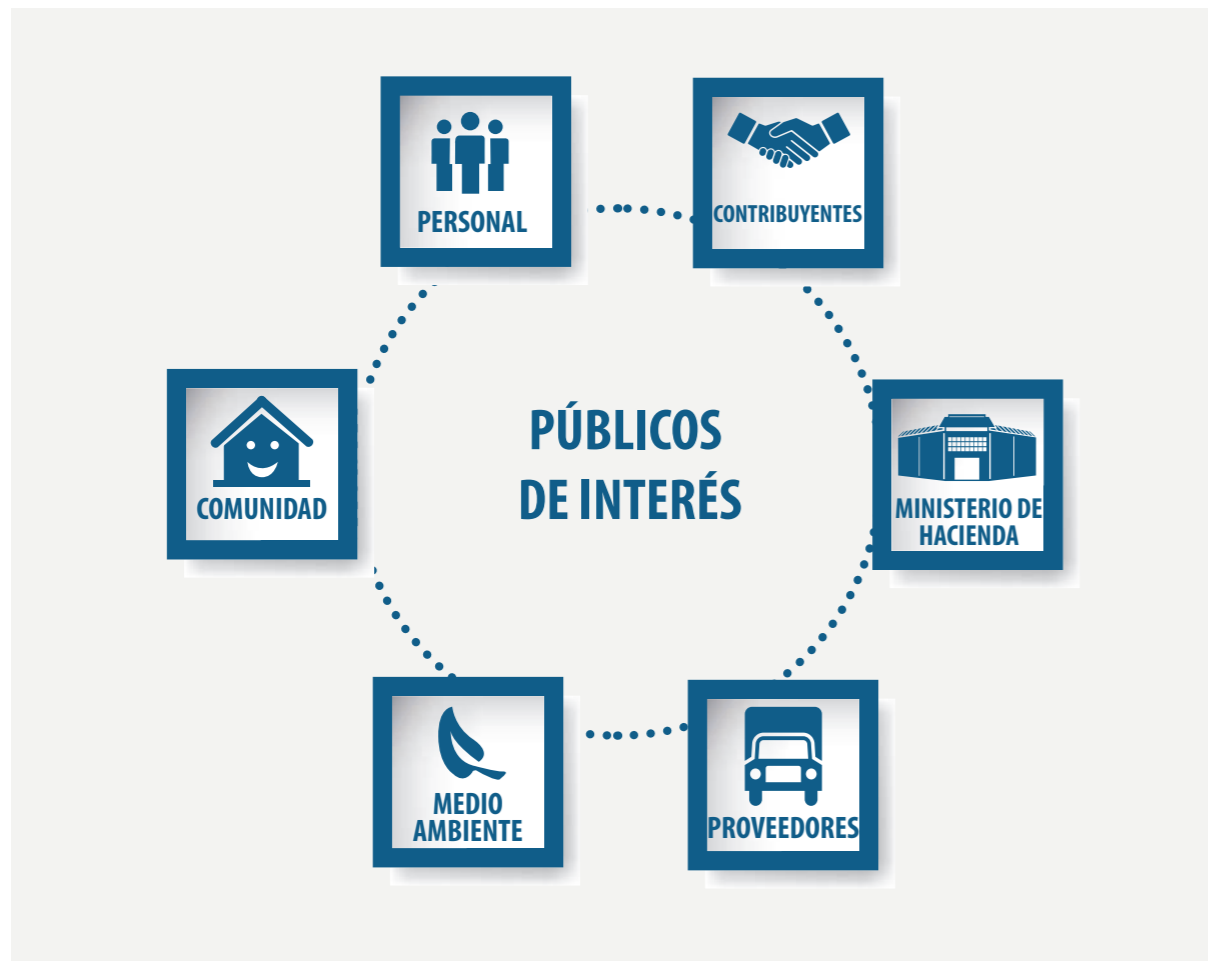 PERSONAL
CONTRIBUYENTES
PÚBLICOS
DE INTERÉS
COMUNIDAD
MINISTERIO DE
HACIENDA
MEDIO
AMBIENTE
PROVEEDORES